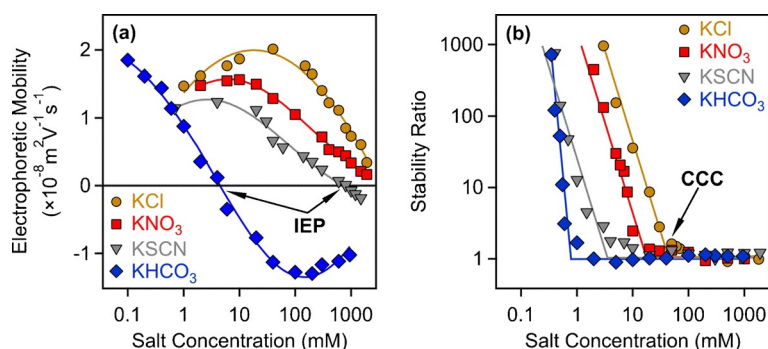 (a)
Electrophoretic Mobility
(×10⁻⁸ m² V⁻¹ s⁻¹)
2
1
0
-1
KCl
KNO₃
KSCN
KHCO₃
IEP
0.1
1
10
100
1000
Salt Concentration (mM)
(b)
KCl
KNO₃
KSCN
KHCO₃
Stability Ratio
1000
100
10
1
CCC
0.1
1
10
100
1000
Salt Concentration (mM)